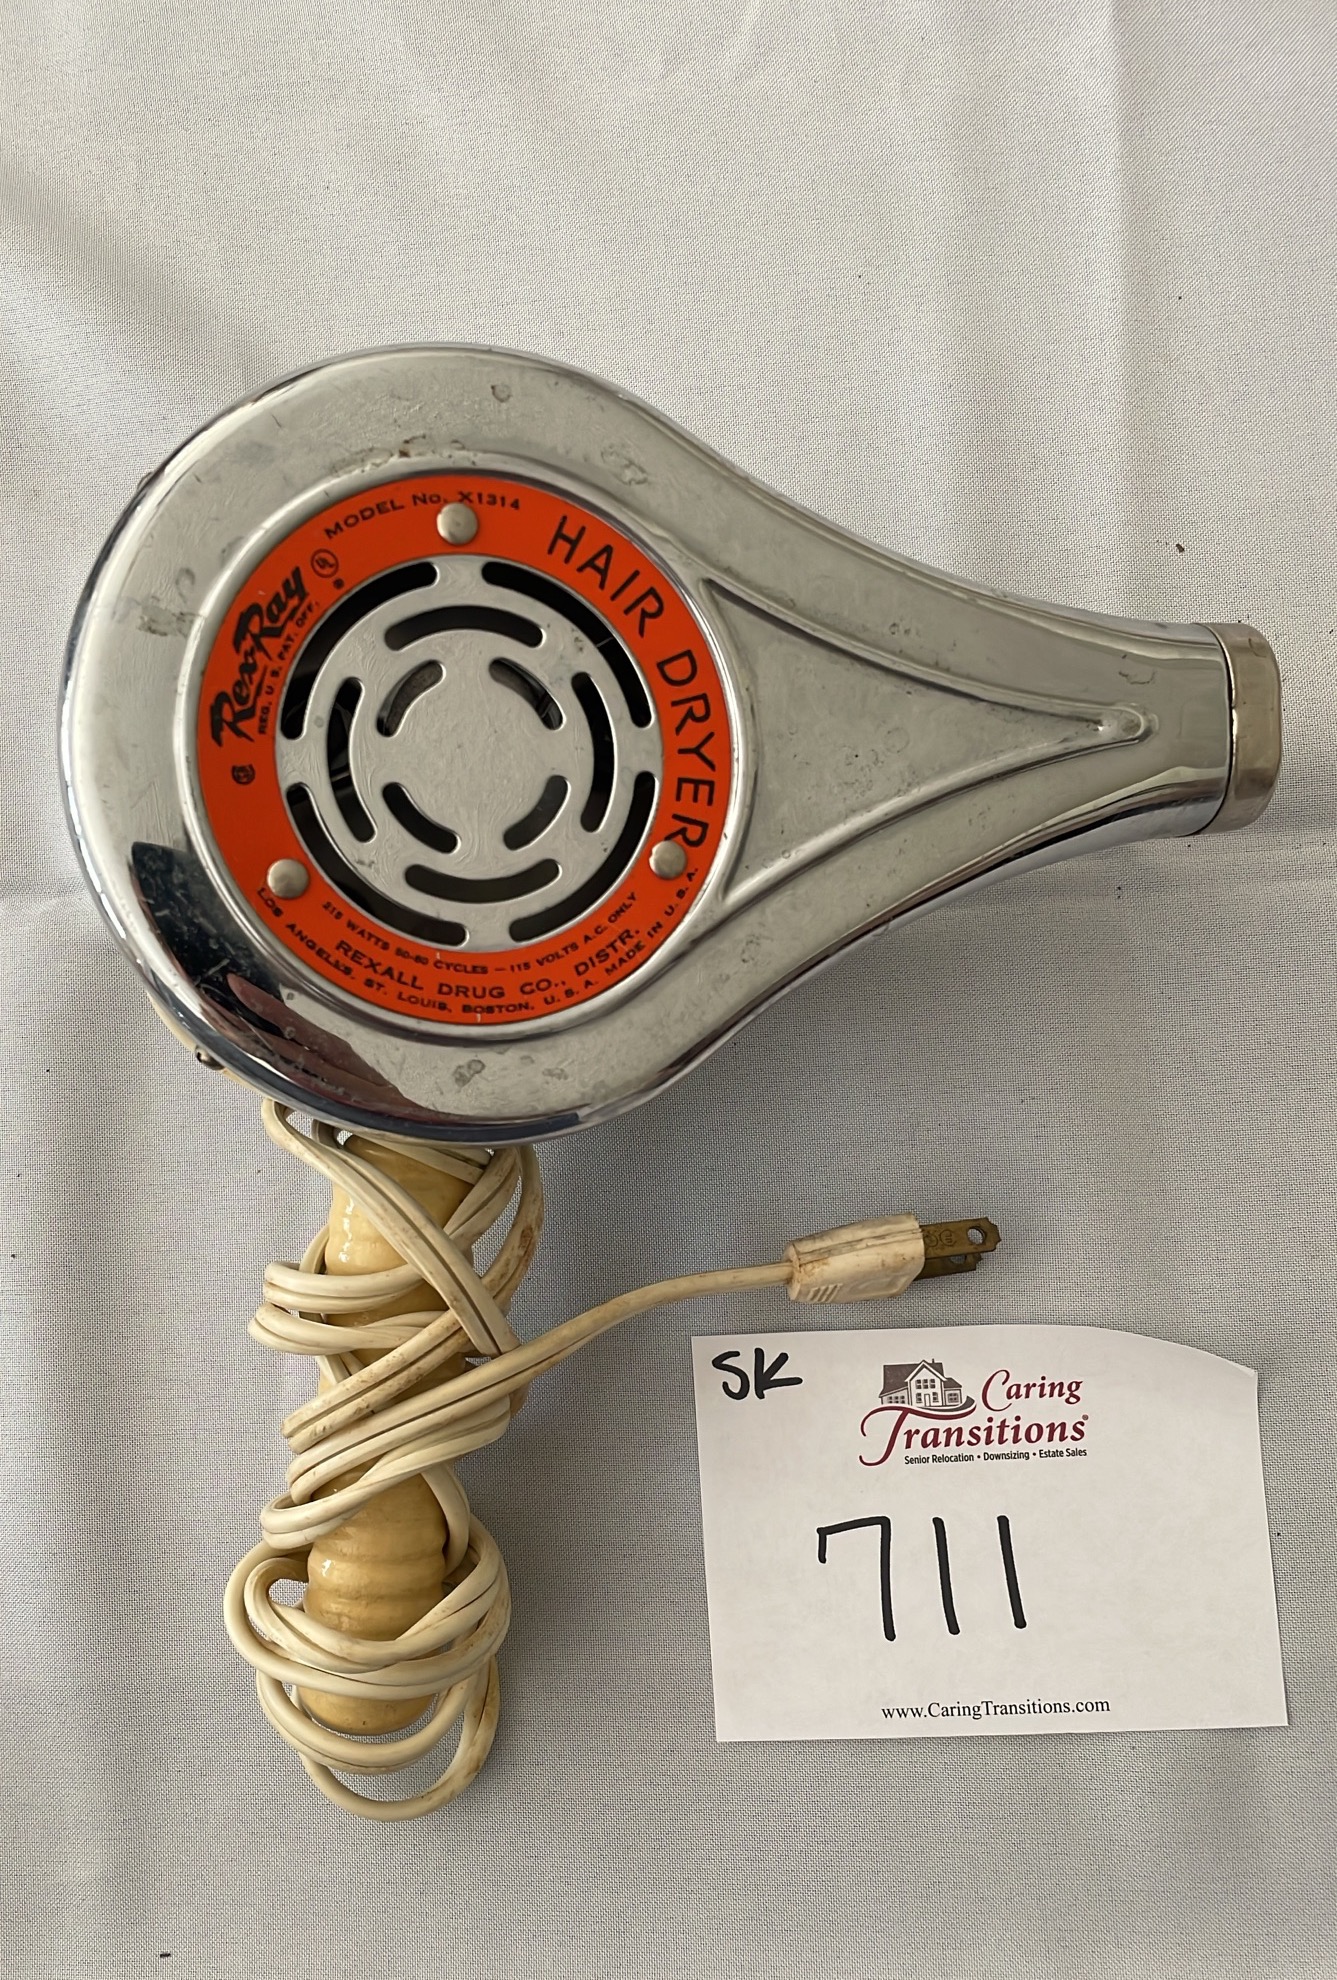 MODEL No. X1314
HAIR DRYER
Rex-Ray
REG. U.S. PAT. OFF.
UL
®
WATTS 50-60 CYCLES — 115 VOLTS A.C. ONLY
REXALL DRUG CO., DISTR.
LOS ANGELES, ST. LOUIS, BOSTON, U.S.A. MADE IN U.S.A.
SK
Caring
Transitions®
Senior Relocation • Downsizing • Estate Sales
711
www.CaringTransitions.com